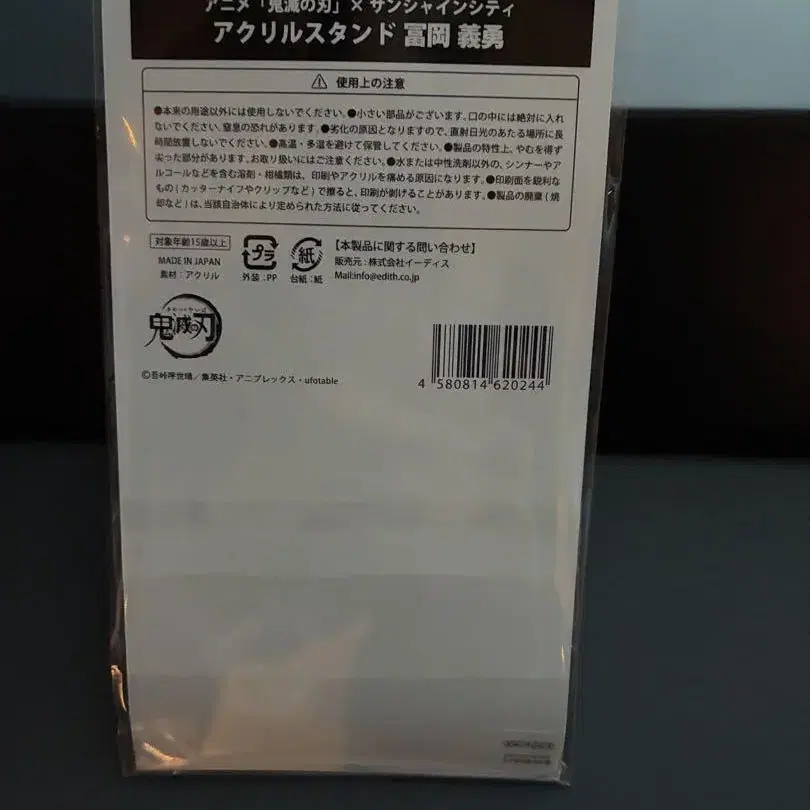 アニメ「鬼滅の刃」× サンシャインシティ
アクリルスタンド 冨岡 義勇
⚠ 使用上の注意
●本来の用途以外には使用しないでください。●小さい部品がございます。口の中には絶対に入れ
ないでください。窒息の恐れがあります。●劣化の原因となりますので、直射日光のあたる場所に長
時間放置しないでください。●高温・多湿を避けて保管してください。●製品の特性上、やむを得ず
尖った部分があります。お取り扱いにはご注意ください。●水または中性洗剤以外の、シンナーやア
ルコールなどを含む溶剤・柑橘類は、印刷やアクリルを痛める原因になります。●印刷面を鋭利な
もの(カッターナイフやクリップなど)で擦ると、印刷が剥げることがあります。●製品の廃棄(焼
却など)は、当該自治体により定められた方法に従ってください。
対象年齢15歳以上
MADE IN JAPAN
素材:アクリル
プラ
外装:PP
紙
台紙:紙
【本製品に関する問い合わせ】
販売元:株式会社イーディス
Mail:info@edith.co.jp
鬼滅の刃
©吾峠呼世晴/集英社・アニプレックス・ufotable
4 580814 620244